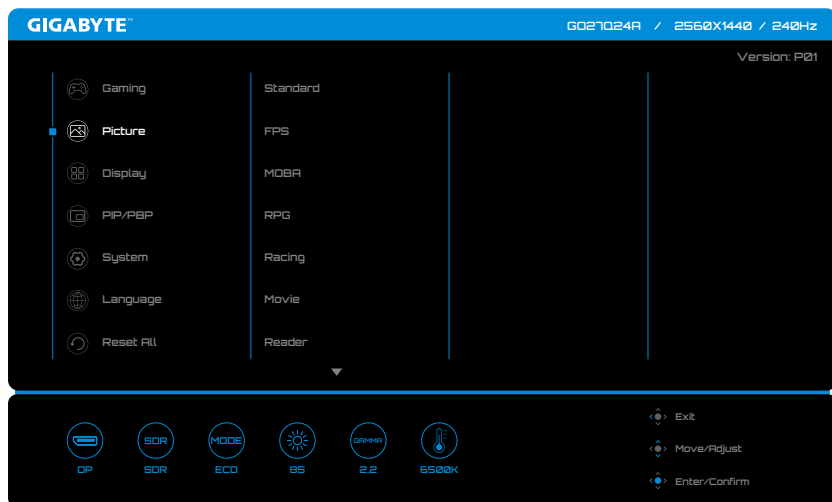 GIGABYTE™ GO27Q24A / 2560X1440 / 240Hz
Version: P01
Gaming Standard
Picture FPS
Display MOBA
PIP/PBP RPG
System Racing
Language Movie
Reset All Reader
Exit
SDR MODE GAMMA Move/Adjust
DP SDR ECO 85 2.2 6500K
Enter/Confirm